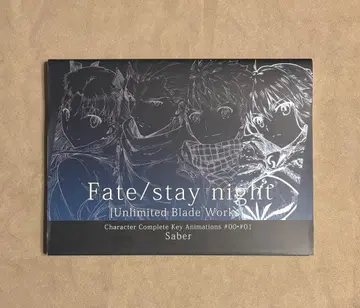 Fate/stay night
[Unlimited Blade Works]
Character Complete Key Animations #00・#01
Saber